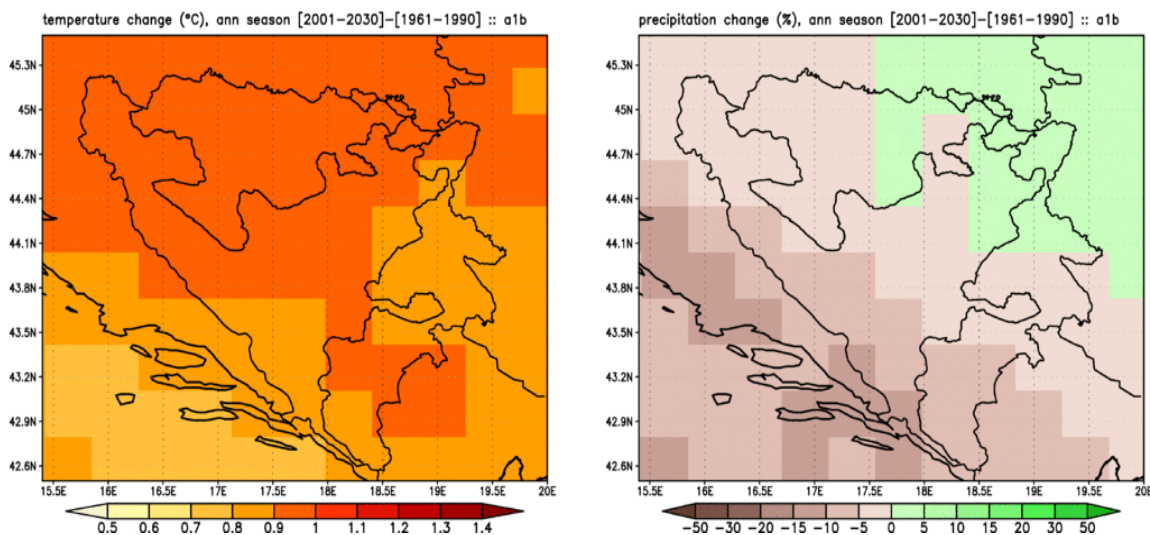 temperature change (°C), ann season [2001-2030]-[1961-1990] :: a1b
45.3N
45N
44.7N
44.4N
44.1N
43.8N
43.5N
43.2N
42.9N
42.6N
15.5E 16E 16.5E 17E 17.5E 18E 18.5E 19E 19.5E 20E
0.5 0.6 0.7 0.8 0.9 1 1.1 1.2 1.3 1.4
precipitation change (%), ann season [2001-2030]-[1961-1990] :: a1b
45.3N
45N
44.7N
44.4N
44.1N
43.8N
43.5N
43.2N
42.9N
42.6N
15.5E 16E 16.5E 17E 17.5E 18E 18.5E 19E 19.5E 20E
-50 -30 -20 -15 -10 -5 0 5 10 15 20 30 50